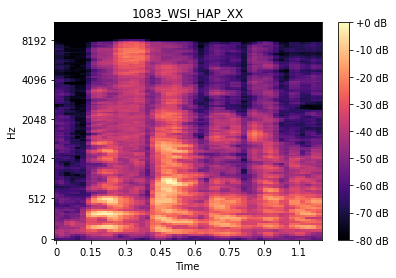 1083_WSI_HAP_XX
8192
4096
2048
1024
512
0
Hz
0 0.15 0.3 0.45 0.6 0.75 0.9 1.1
Time
+0 dB
-10 dB
-20 dB
-30 dB
-40 dB
-50 dB
-60 dB
-70 dB
-80 dB